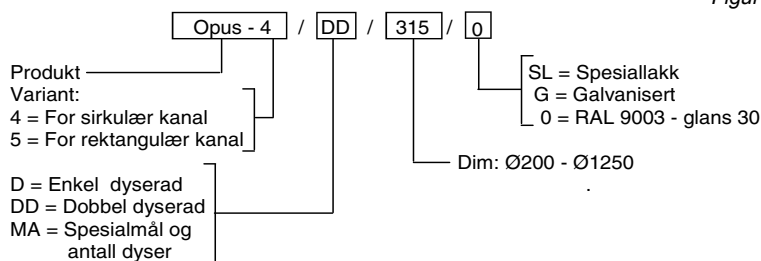 Figur
Opus - 4 / DD / 315 / 0
Produkt
Variant:
4 = For sirkulær kanal
5 = For rektangulær kanal
D = Enkel dyserad
DD = Dobbel dyserad
MA = Spesialmål og
antall dyser
SL = Spesiallakk
G = Galvanisert
0 = RAL 9003 - glans 30
Dim: Ø200 - Ø1250
.